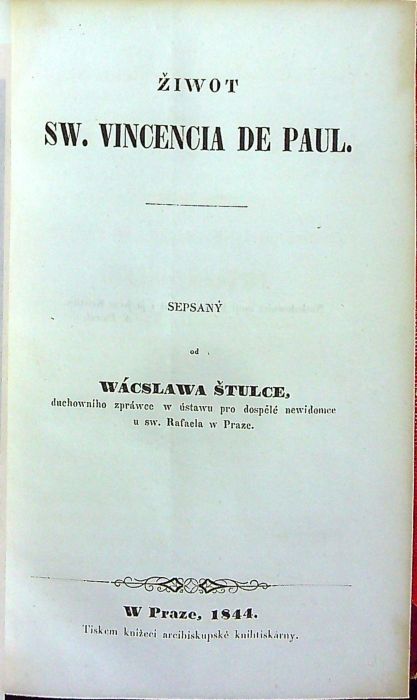 ŽIWOT
SW. VINCENCIA DE PAUL.
SEPSANÝ
od
WÁCSLAWA ŠTULCE,
duchowního zpráwce w ústawu pro dospělé newidomce
u sw. Rafaela w Praze.
W Praze, 1844.
Tiskem knížecí arcibiskupské knihtiskárny.